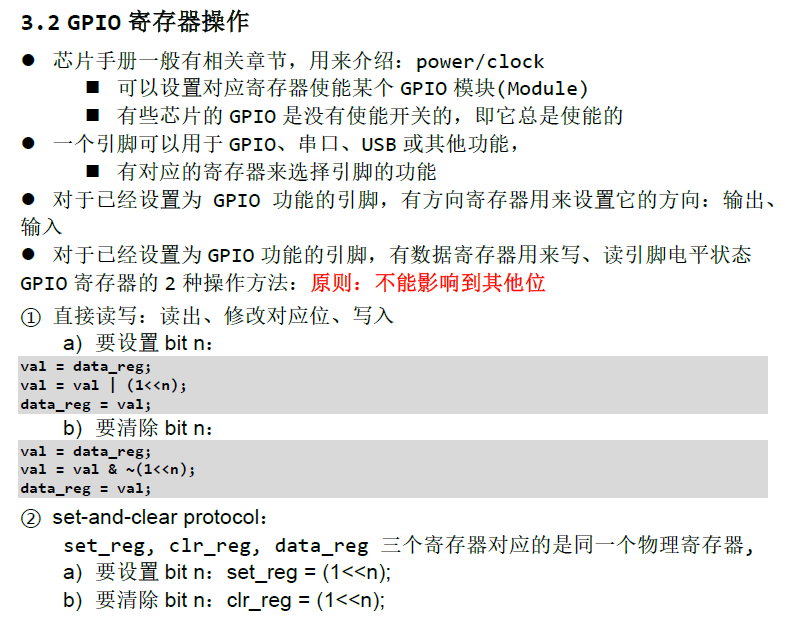 3.2 GPIO 寄存器操作
● 芯片手册一般有相关章节，用来介绍：power/clock
■ 可以设置对应寄存器使能某个 GPIO 模块(Module)
■ 有些芯片的 GPIO 是没有使能开关的，即它总是使能的
● 一个引脚可以用于 GPIO、串口、USB 或其他功能，
■ 有对应的寄存器来选择引脚的功能
● 对于已经设置为 GPIO 功能的引脚，有方向寄存器用来设置它的方向：输出、
输入
● 对于已经设置为 GPIO 功能的引脚，有数据寄存器用来写、读引脚电平状态
GPIO 寄存器的 2 种操作方法：原则：不能影响到其他位
① 直接读写：读出、修改对应位、写入
a) 要设置 bit n：
val = data_reg;
val = val | (1<<n);
data_reg = val;
b) 要清除 bit n：
val = data_reg;
val = val & ~(1<<n);
data_reg = val;
② set-and-clear protocol：
set_reg, clr_reg, data_reg 三个寄存器对应的是同一个物理寄存器,
a) 要设置 bit n：set_reg = (1<<n);
b) 要清除 bit n：clr_reg = (1<<n);